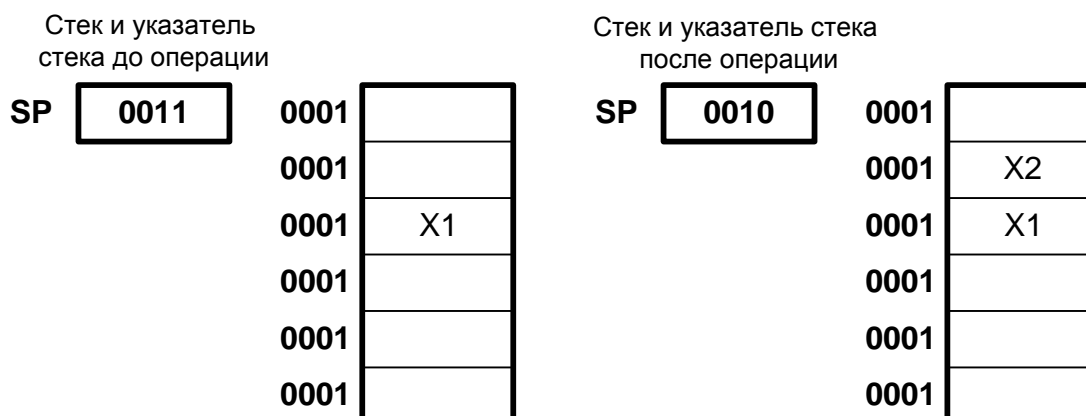 Стек и указатель
стека до операции
SP 0011
0001
0001
0001 X1
0001
0001
0001
Стек и указатель стека
после операции
SP 0010
0001
0001 X2
0001 X1
0001
0001
0001